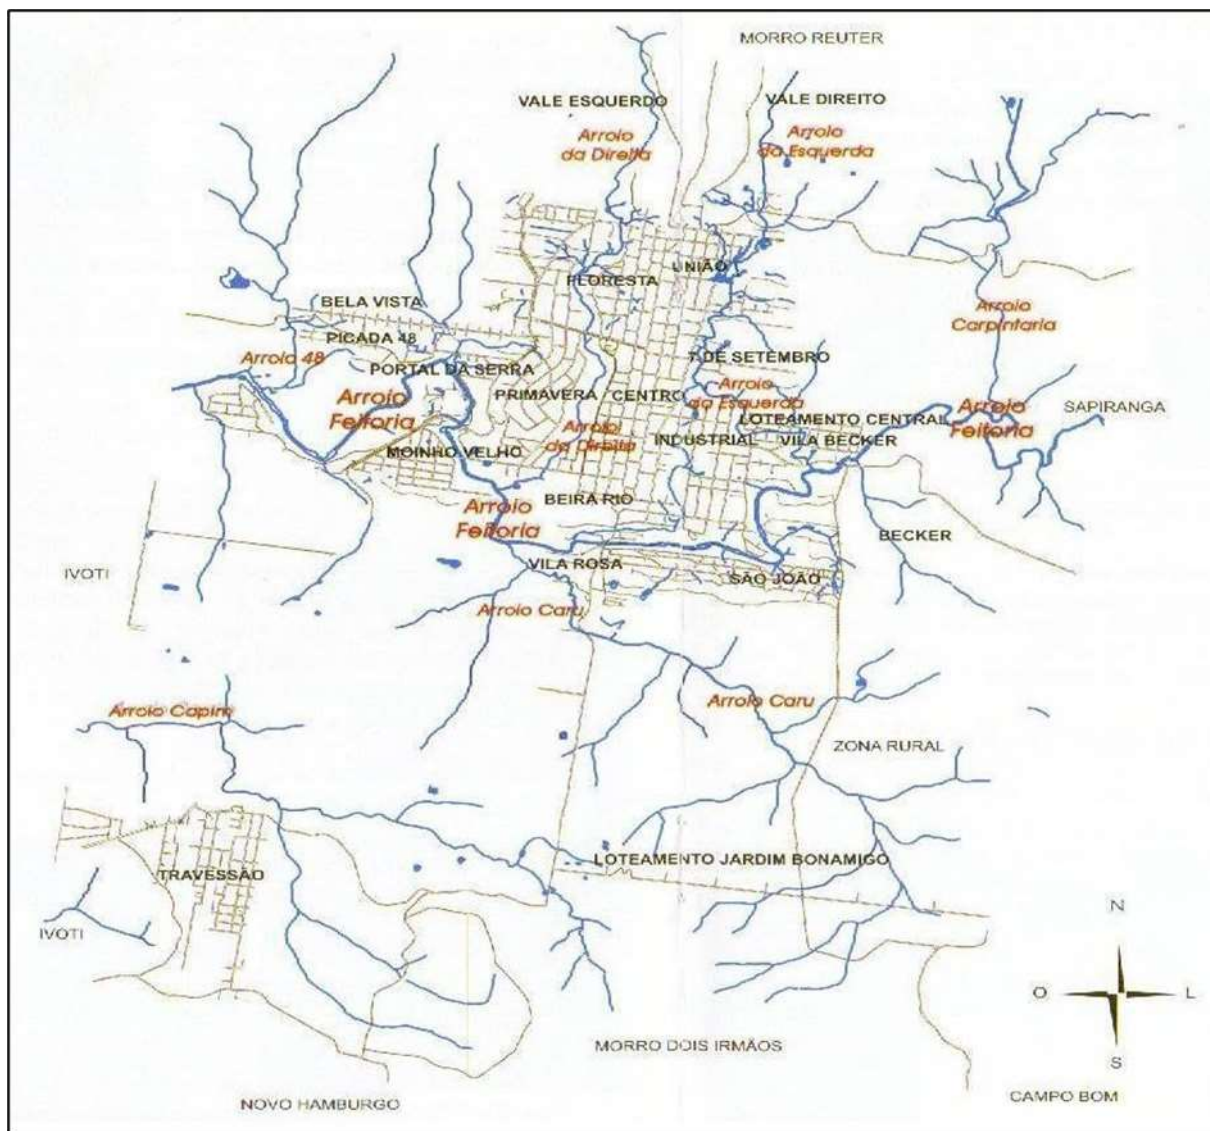 MORRO REUTER
VALE ESQUERDO
VALE DIREITO
Arroio
da Direita
Arroio
da Esquerda
UNIÃO
FLORESTA
BELA VISTA
Arroio
Carpintaria
PICADA 48
Arroio 48
7 DE SETEMBRO
PORTAL DA SERRA
Arroio
Feitoria
PRIMAVERA
CENTRO
Arroio
da Esquerda
Arroio
Feitoria
SAPIRANGA
LOTEAMENTO CENTRAL
Arroio
da Direita
INDUSTRIAL
VILA BECKER
MOINHO VELHO
BEIRA RIO
Arroio
Feitoria
BECKER
VILA ROSA
IVOTI
SÃO JOÃO
Arroio Caru
Arroio Capim
Arroio Caru
ZONA RURAL
LOTEAMENTO JARDIM BONAMIGO
TRAVESSÃO
IVOTI
N
O
L
S
MORRO DOIS IRMÃOS
NOVO HAMBURGO
CAMPO BOM